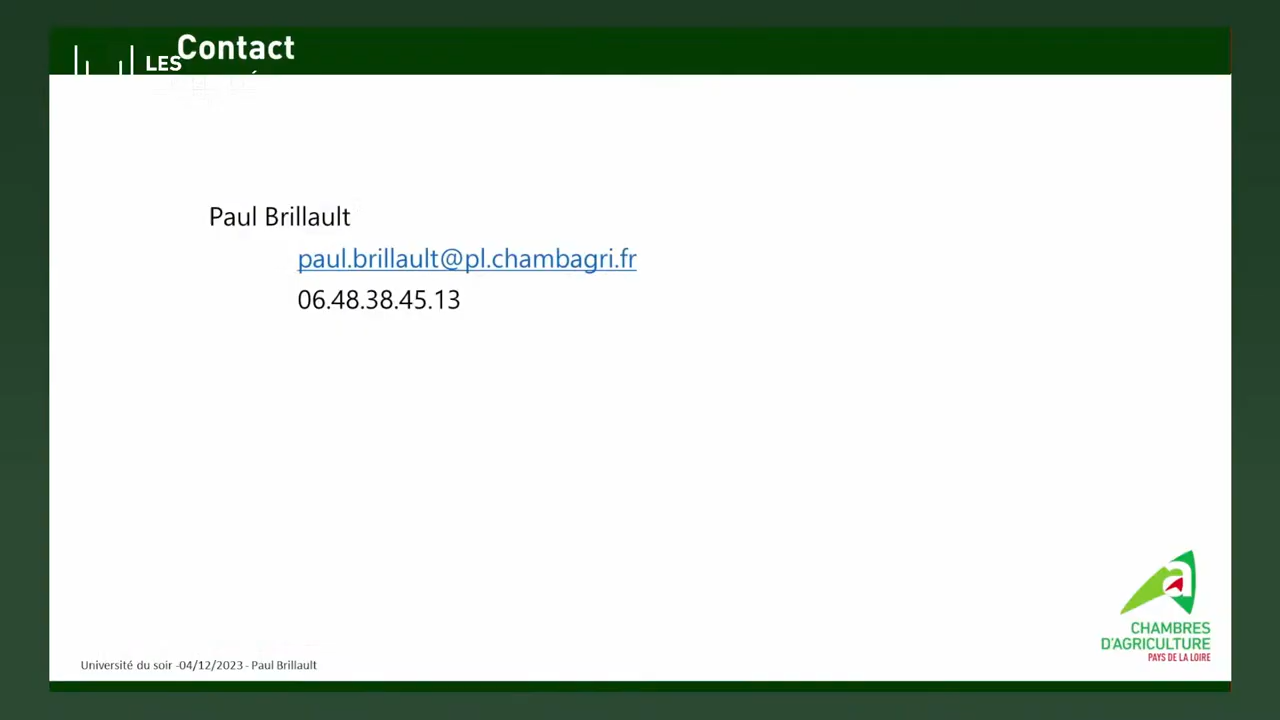 Contact
LES
Paul Brillault
paul.brillault@pl.chambagri.fr
06.48.38.45.13
CHAMBRES
D'AGRICULTURE
PAYS DE LA LOIRE
Université du soir -04/12/2023- Paul Brillault